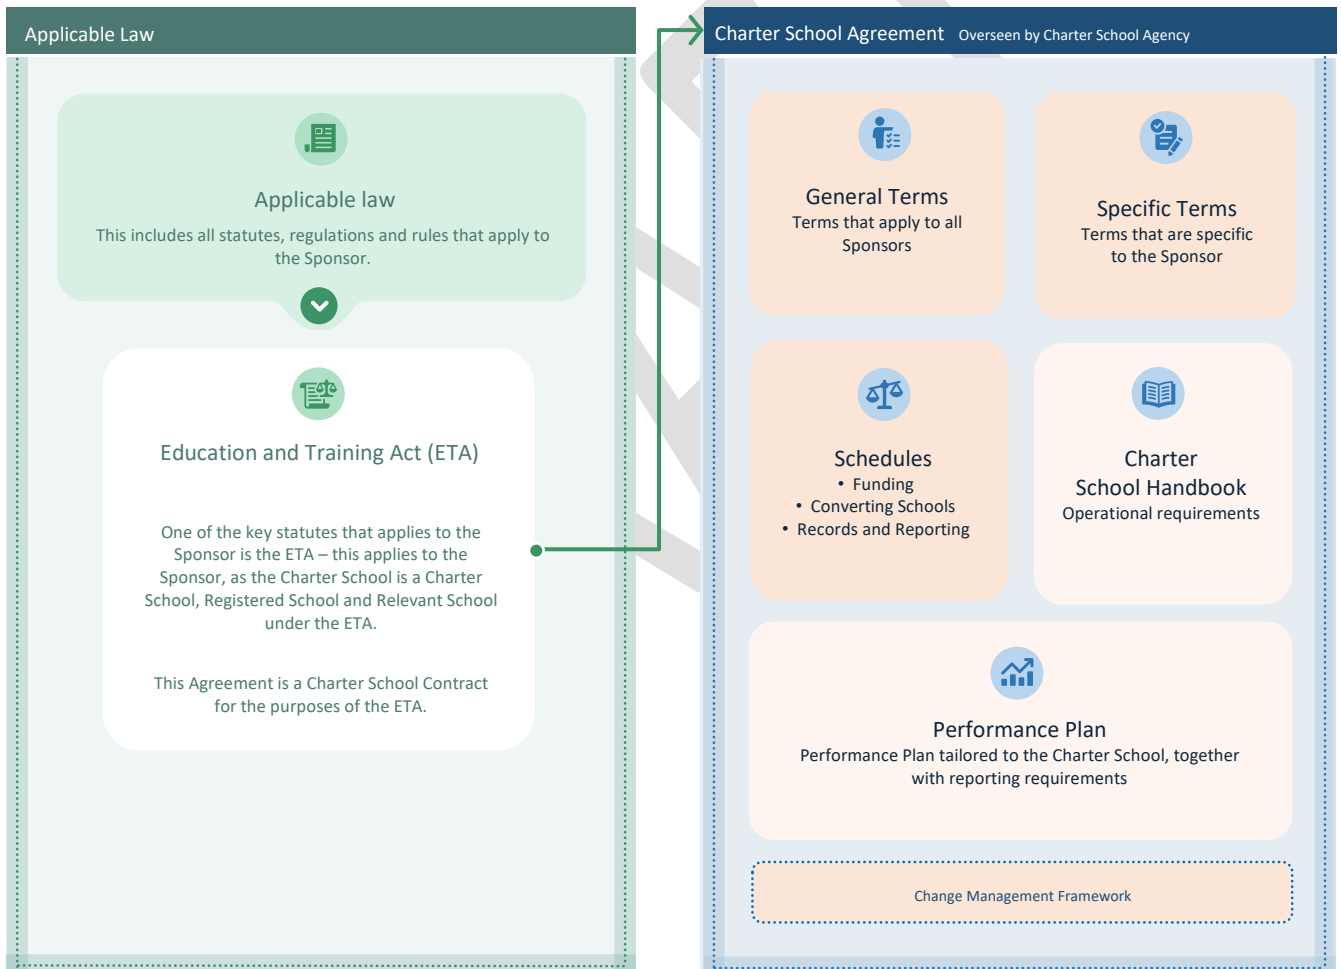 Applicable Law
Applicable law
This includes all statutes, regulations and rules that apply to
the Sponsor.
Education and Training Act (ETA)
One of the key statutes that applies to the
Sponsor is the ETA – this applies to the
Sponsor, as the Charter School is a Charter
School, Registered School and Relevant School
under the ETA.
This Agreement is a Charter School Contract
for the purposes of the ETA.
Charter School Agreement Overseen by Charter School Agency
General Terms
Terms that apply to all
Sponsors
Specific Terms
Terms that are specific
to the Sponsor
Schedules
• Funding
• Converting Schools
• Records and Reporting
Charter
School Handbook
Operational requirements
Performance Plan
Performance Plan tailored to the Charter School, together
with reporting requirements
Change Management Framework